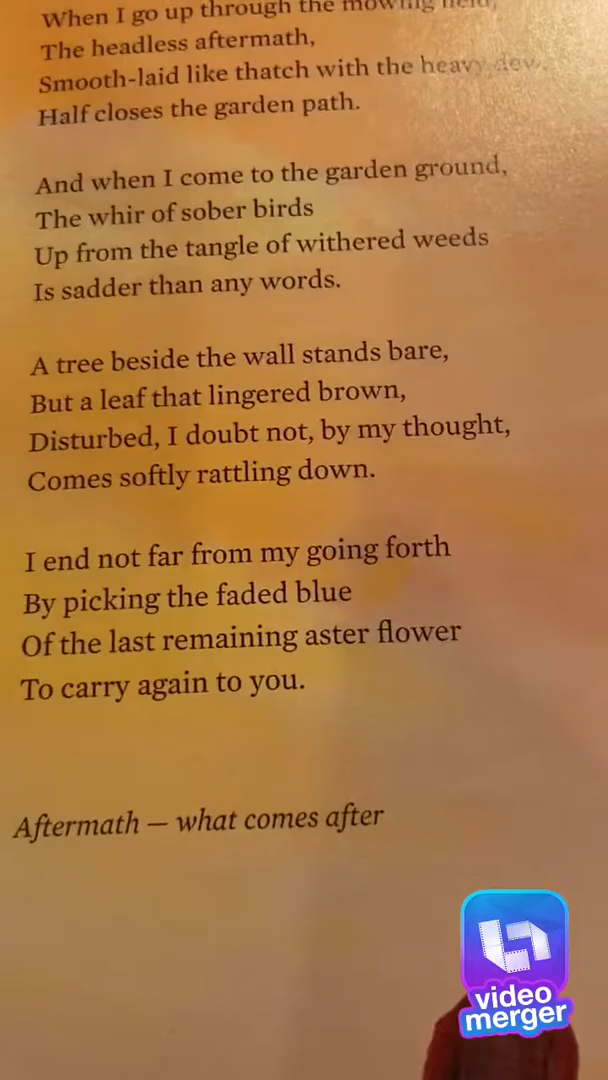 When I go up through the mowing field,
The headless aftermath,
Smooth-laid like thatch with the heavy dew,
Half closes the garden path.
And when I come to the garden ground,
The whir of sober birds
Up from the tangle of withered weeds
Is sadder than any words.
A tree beside the wall stands bare,
But a leaf that lingered brown,
Disturbed, I doubt not, by my thought,
Comes softly rattling down.
I end not far from my going forth
By picking the faded blue
Of the last remaining aster flower
To carry again to you.
Aftermath — what comes after
video
merger